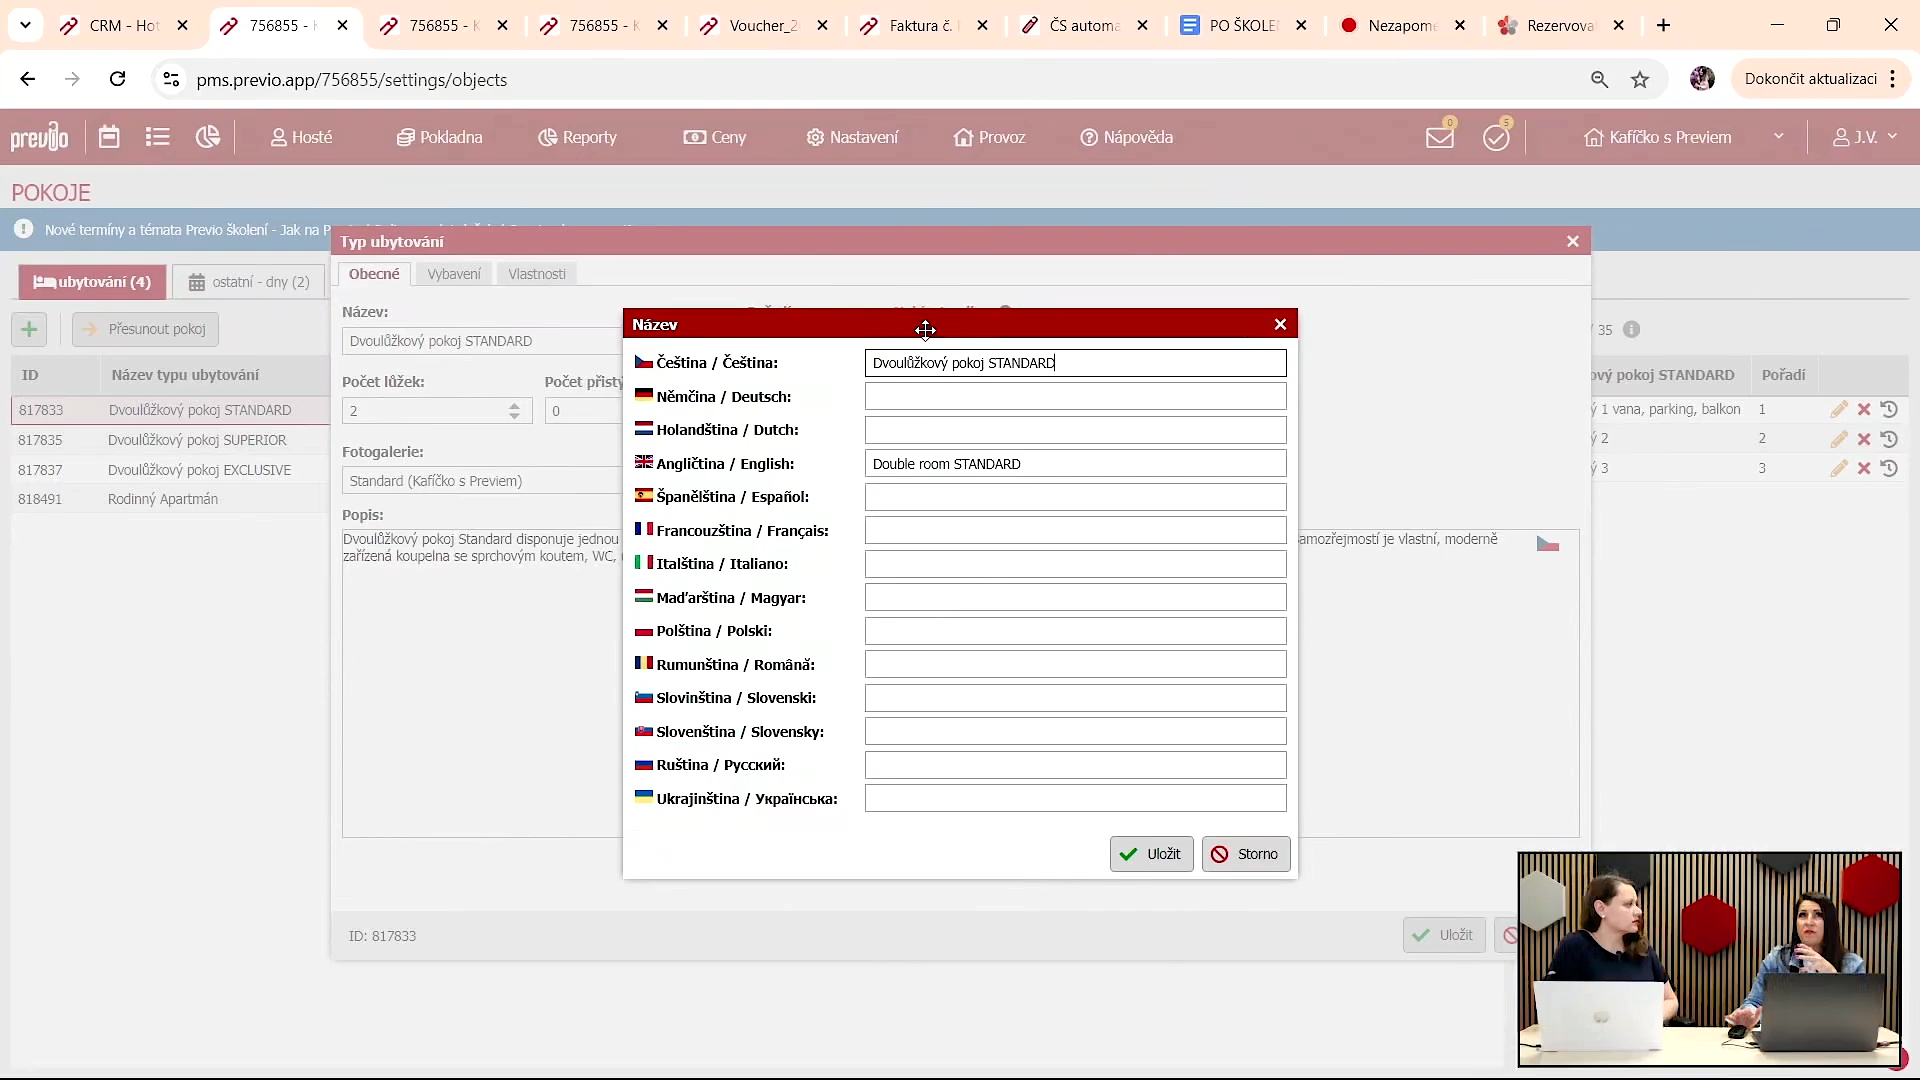 CRM - Hot
756855 - K
756855 - K
756855 - K
Voucher_2
Faktura č.
ČS automa
PO ŠKOLE
Nezapome
Rezervova
pms.previo.app/756855/settings/objects
Dokončit aktualizaci
previo
Hosté
Pokladna
Reporty
Ceny
Nastavení
Provoz
Nápověda
0
5
Kafíčko s Previem
J.V.
POKOJE
Nové termíny a témata Previo školení - Jak na P
Typ ubytování
ubytování (4)
ostatní - dny (2)
Obecné
Vybavení
Vlastnosti
Přesunout pokoj
Název:
Dvoulůžkový pokoj STANDARD
/ 35
ID
Název typu ubytování
Počet lůžek:
Počet přistý
vý pokoj STANDARD
Pořadí
817833
Dvoulůžkový pokoj STANDARD
2
0
ý 1 vana, parking, balkon
1
817835
Dvoulůžkový pokoj SUPERIOR
ý 2
2
817837
Dvoulůžkový pokoj EXCLUSIVE
ý 3
3
818491
Rodinný Apartmán
Fotogalerie:
Standard (Kafíčko s Previem)
Popis:
Dvoulůžkový pokoj Standard disponuje jednou
amozřejmostí je vlastní, moderně
zařízená koupelna se sprchovým koutem, WC,
ID: 817833
Uložit
Název
Čeština / Čeština:
Dvoulůžkový pokoj STANDARD
Němčina / Deutsch:
Holandština / Dutch:
Angličtina / English:
Double room STANDARD
Španělština / Español:
Francouzština / Français:
Italština / Italiano:
Maďarština / Magyar:
Polština / Polski:
Rumunština / Română:
Slovinština / Slovenski:
Slovenština / Slovensky:
Ruština / Русский:
Ukrajinština / Українська:
Uložit
Storno